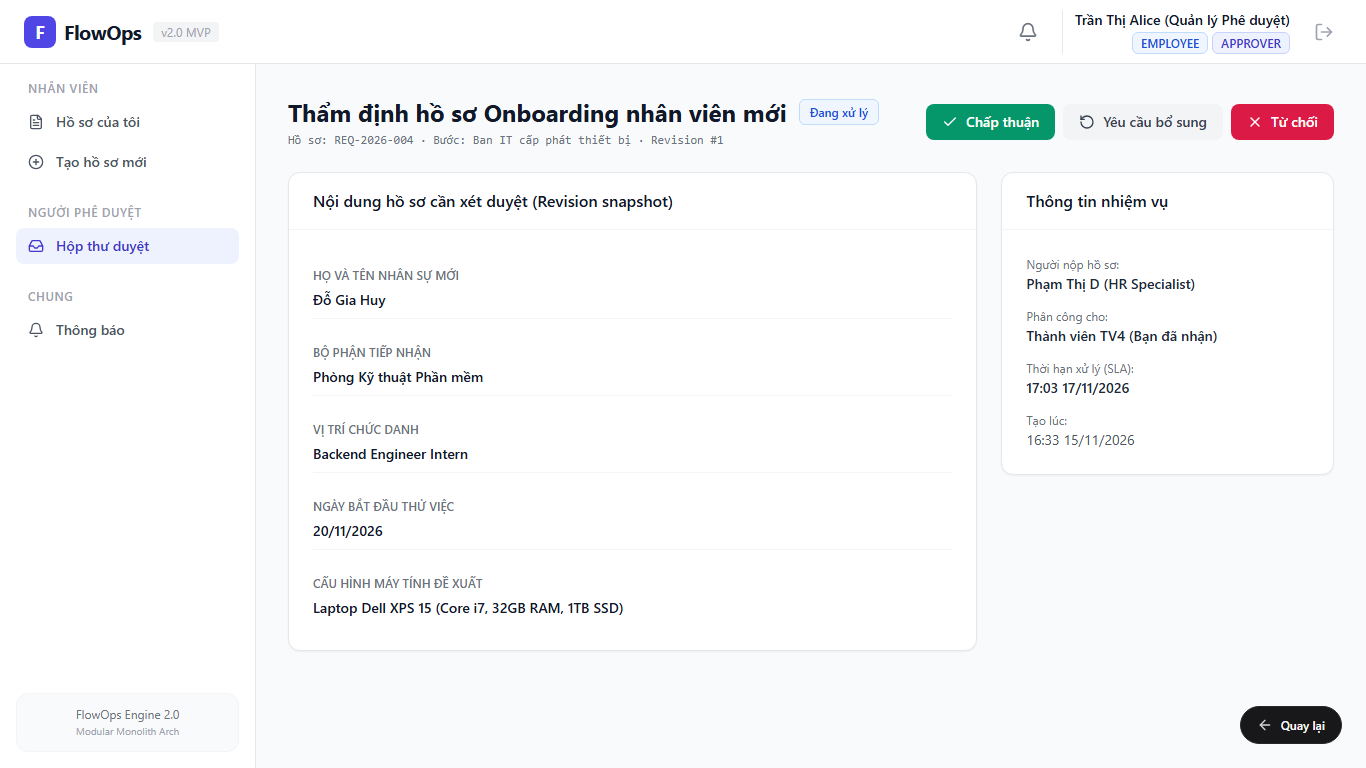 F FlowOps v2.0 MVP
Trần Thị Alice (Quản lý Phê duyệt)
EMPLOYEE APPROVER
NHÂN VIÊN
Hồ sơ của tôi
Tạo hồ sơ mới
NGƯỜI PHÊ DUYỆT
Hộp thư duyệt
CHUNG
Thông báo
FlowOps Engine 2.0
Modular Monolith Arch
Thẩm định hồ sơ Onboarding nhân viên mới Đang xử lý
Hồ sơ: REQ-2026-004 · Bước: Ban IT cấp phát thiết bị · Revision #1
Chấp thuận Yêu cầu bổ sung Từ chối
Nội dung hồ sơ cần xét duyệt (Revision snapshot)
HỌ VÀ TÊN NHÂN SỰ MỚI
Đỗ Gia Huy
BỘ PHẬN TIẾP NHẬN
Phòng Kỹ thuật Phần mềm
VỊ TRÍ CHỨC DANH
Backend Engineer Intern
NGÀY BẮT ĐẦU THỬ VIỆC
20/11/2026
CẤU HÌNH MÁY TÍNH ĐỀ XUẤT
Laptop Dell XPS 15 (Core i7, 32GB RAM, 1TB SSD)
Thông tin nhiệm vụ
Người nộp hồ sơ:
Phạm Thị D (HR Specialist)
Phân công cho:
Thành viên TV4 (Bạn đã nhận)
Thời hạn xử lý (SLA):
17:03 17/11/2026
Tạo lúc:
16:33 15/11/2026
Quay lại